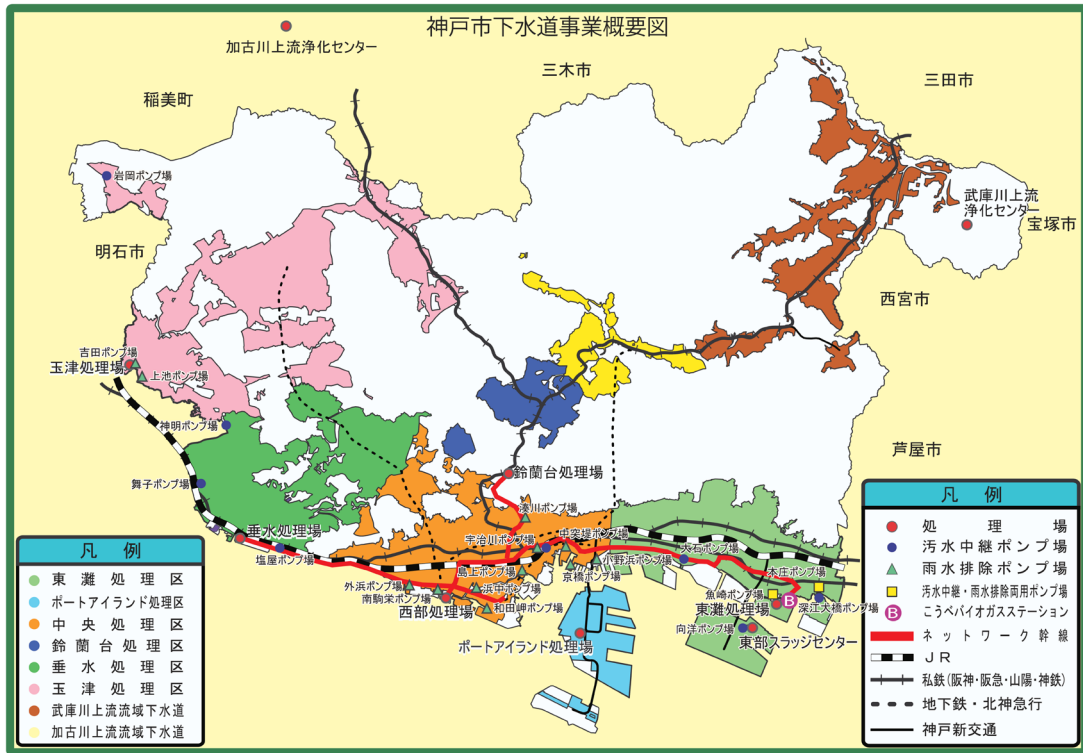 神戸市下水道事業概要図
加古川上流浄化センター
三木市
三田市
稲美町
岩岡ポンプ場
武庫川上流
浄化センター
宝塚市
明石市
西宮市
吉田ポンプ場
玉津処理場
上池ポンプ場
神明ポンプ場
芦屋市
舞子ポンプ場
鈴蘭台処理場
湊川ポンプ場
垂水処理場
宇治川ポンプ場
中突堤ポンプ場
大石ポンプ場
塩屋ポンプ場
小野浜ポンプ場
島上ポンプ場
京橋ポンプ場
本庄ポンプ場
外浜ポンプ場
浜中ポンプ場
南駒栄ポンプ場
魚崎ポンプ場
西部処理場
和田岬ポンプ場
東灘処理場
深江大橋ポンプ場
向洋ポンプ場
東部スラッジセンター
ポートアイランド処理場
凡例
東灘処理区
ポートアイランド処理区
中央処理区
鈴蘭台処理区
垂水処理区
玉津処理区
武庫川上流流域下水道
加古川上流流域下水道
凡例
処理場
汚水中継ポンプ場
雨水排除ポンプ場
汚水中継・雨水排除両用ポンプ場
B こうべバイオガスステーション
ネットワーク幹線
JR
私鉄(阪神・阪急・山陽・神鉄)
地下鉄・北神急行
神戸新交通
B